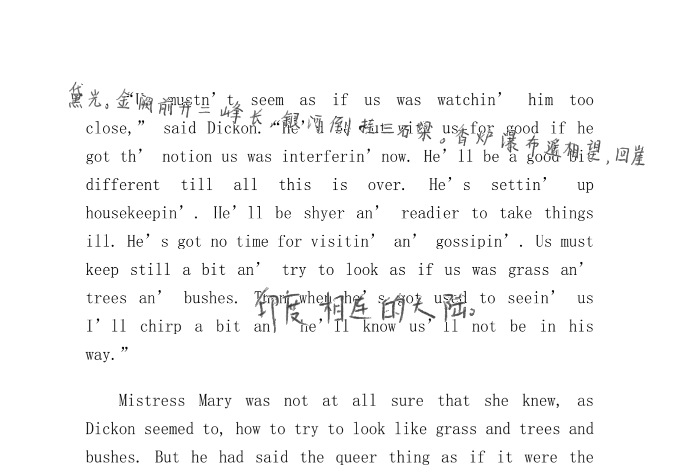 黛光。金阙前开二峰长,银河倒挂三石梁。香炉瀑布遥相望,回崖
mustn’t seem as if us was watchin’ him too
close,” said Dickon. “He us for good if he
got th’ notion us was interferin’now. He’ll be a good bit
different till all this is over. He’s settin’ up
housekeepin’. He’ll be shyer an’ readier to take things
ill. He’s got no time for visitin’ an’ gossipin’. Us must
keep still a bit an’ try to look as if us was grass an’
trees an’ bushes. Then when he’s got used to seein’ us
印度相连的大陆。
I’ll chirp a bit an’ he’ll know us’ll not be in his
way.”
Mistress Mary was not at all sure that she knew, as
Dickon seemed to, how to try to look like grass and trees and
bushes. But he had said the queer thing as if it were the